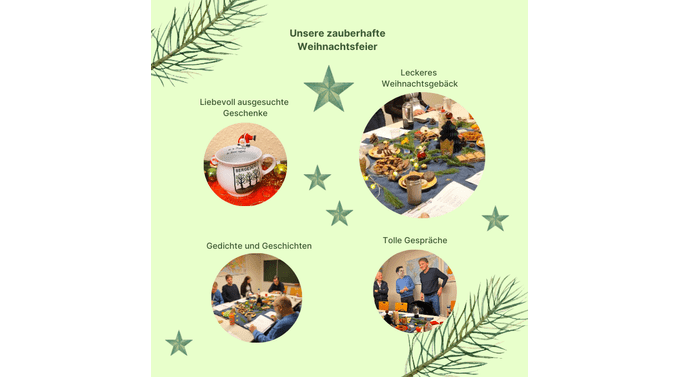 Unsere zauberhafte
Weihnachtsfeier
Leckeres
Weihnachtsgebäck
Liebevoll ausgesuchte
Geschenke
Gedichte und Geschichten
Tolle Gespräche